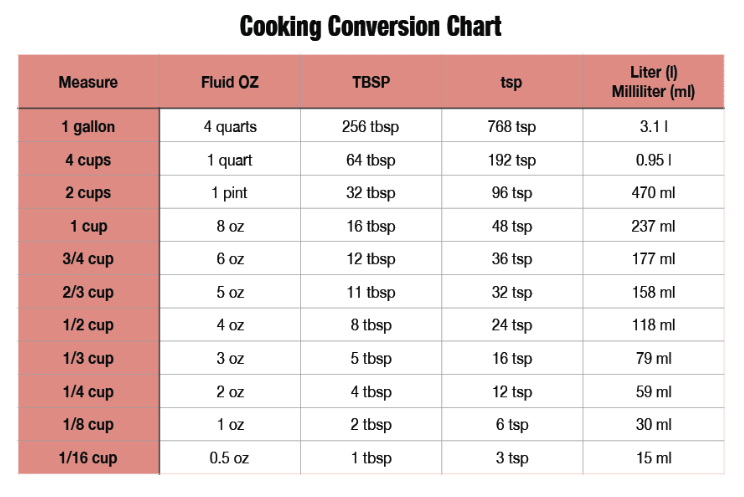 Cooking Conversion Chart
Measure Fluid OZ TBSP tsp Liter (l)
Milliliter (ml)
1 gallon 4 quarts 256 tbsp 768 tsp 3.1 l
4 cups 1 quart 64 tbsp 192 tsp 0.95 l
2 cups 1 pint 32 tbsp 96 tsp 470 ml
1 cup 8 oz 16 tbsp 48 tsp 237 ml
3/4 cup 6 oz 12 tbsp 36 tsp 177 ml
2/3 cup 5 oz 11 tbsp 32 tsp 158 ml
1/2 cup 4 oz 8 tbsp 24 tsp 118 ml
1/3 cup 3 oz 5 tbsp 16 tsp 79 ml
1/4 cup 2 oz 4 tbsp 12 tsp 59 ml
1/8 cup 1 oz 2 tbsp 6 tsp 30 ml
1/16 cup 0.5 oz 1 tbsp 3 tsp 15 ml